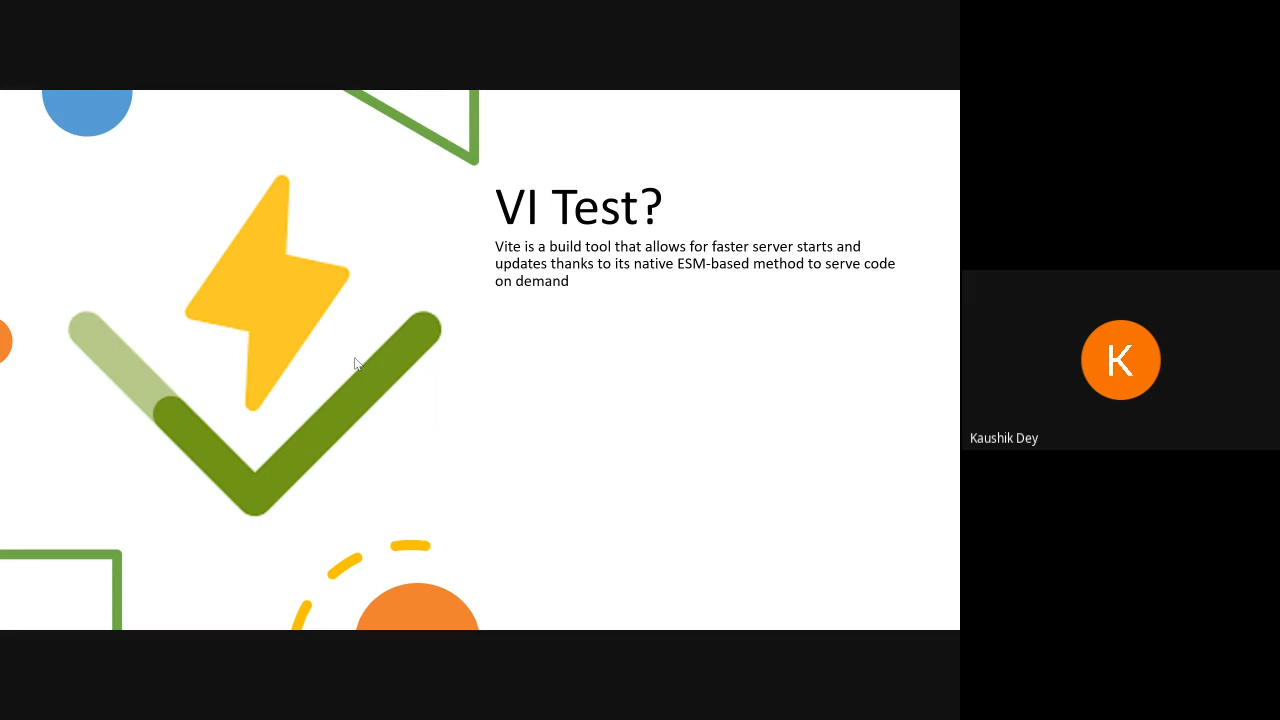 VI Test?
Vite is a build tool that allows for faster server starts and
updates thanks to its native ESM-based method to serve code
on demand
K
Kaushik Dey